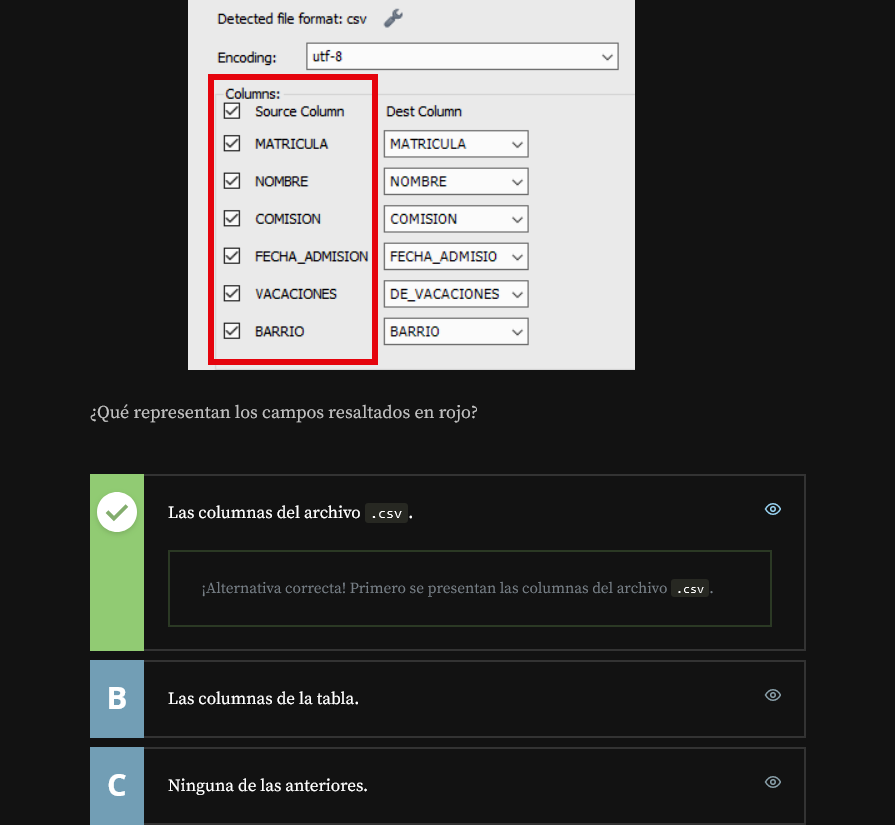 Detected file format: csv
Encoding: utf-8
Columns:
Source Column Dest Column
MATRICULA MATRICULA
NOMBRE NOMBRE
COMISION COMISION
FECHA_ADMISION FECHA_ADMISIO
VACACIONES DE_VACACIONES
BARRIO BARRIO
¿Qué representan los campos resaltados en rojo?
Las columnas del archivo .csv.
¡Alternativa correcta! Primero se presentan las columnas del archivo .csv.
B Las columnas de la tabla.
C Ninguna de las anteriores.